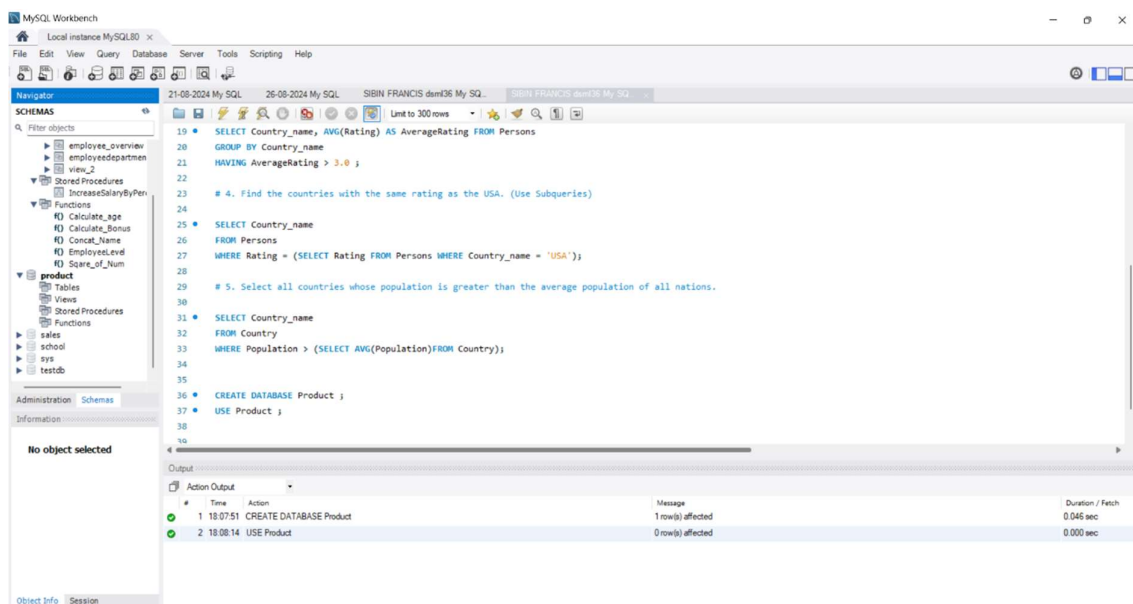 MySQL Workbench
Local instance MySQL80 ×
File Edit View Query Database Server Tools Scripting Help
Navigator
SCHEMAS
Filter objects
employee_overview
employeedepartmen
view_2
Stored Procedures
IncreaseSalaryByPer
Functions
f() Calculate_age
f() Calculate_Bonus
f() Concat_Name
f() EmployeeLevel
f() Sqare_of_Num
product
Tables
Views
Stored Procedures
Functions
sales
school
sys
testdb
Administration Schemas
Information
No object selected
Object Info Session
21-08-2024 My SQL 26-08-2024 My SQL SIBIN FRANCIS dsml36 My SQ... SIBIN FRANCIS dsml36 My SQ... ×
Limit to 300 rows
19 SELECT Country_name, AVG(Rating) AS AverageRating FROM Persons
20 GROUP BY Country_name
21 HAVING AverageRating > 3.0 ;
22
23 # 4. Find the countries with the same rating as the USA. (Use Subqueries)
24
25 SELECT Country_name
26 FROM Persons
27 WHERE Rating = (SELECT Rating FROM Persons WHERE Country_name = 'USA');
28
29 # 5. Select all countries whose population is greater than the average population of all nations.
30
31 SELECT Country_name
32 FROM Country
33 WHERE Population > (SELECT AVG(Population)FROM Country);
34
35
36 CREATE DATABASE Product ;
37 USE Product ;
38
39
Output
Action Output
# Time Action Message Duration / Fetch
1 18:07:51 CREATE DATABASE Product 1 row(s) affected 0.046 sec
2 18:08:14 USE Product 0 row(s) affected 0.000 sec